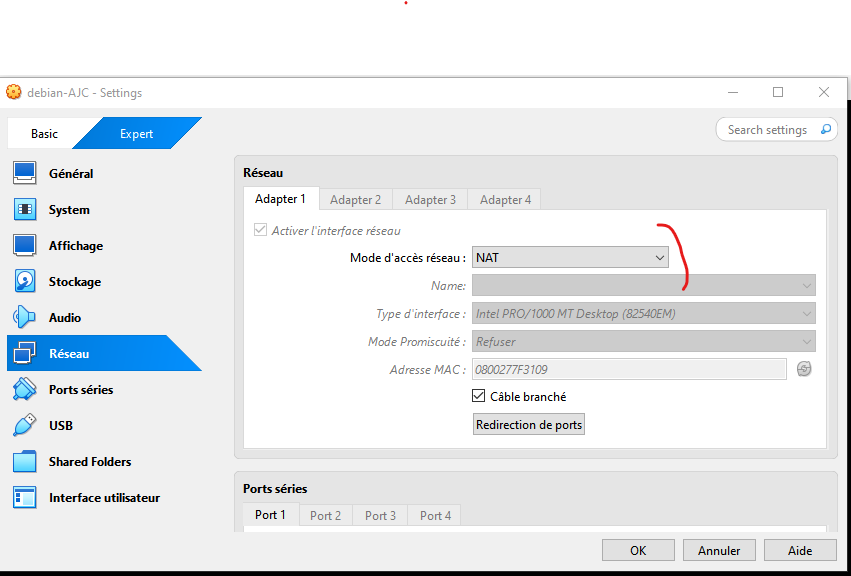 debian-AJC - Settings
Basic Expert Search settings
Général
System
Affichage
Stockage
Audio
Réseau
Ports séries
USB
Shared Folders
Interface utilisateur
Réseau
Adapter 1 Adapter 2 Adapter 3 Adapter 4
Activer l'interface réseau
Mode d'accès réseau : NAT
Name:
Type d'interface : Intel PRO/1000 MT Desktop (82540EM)
Mode Promiscuité : Refuser
Adresse MAC : 0800277F3109
Câble branché
Redirection de ports
Ports séries
Port 1 Port 2 Port 3 Port 4
OK Annuler Aide